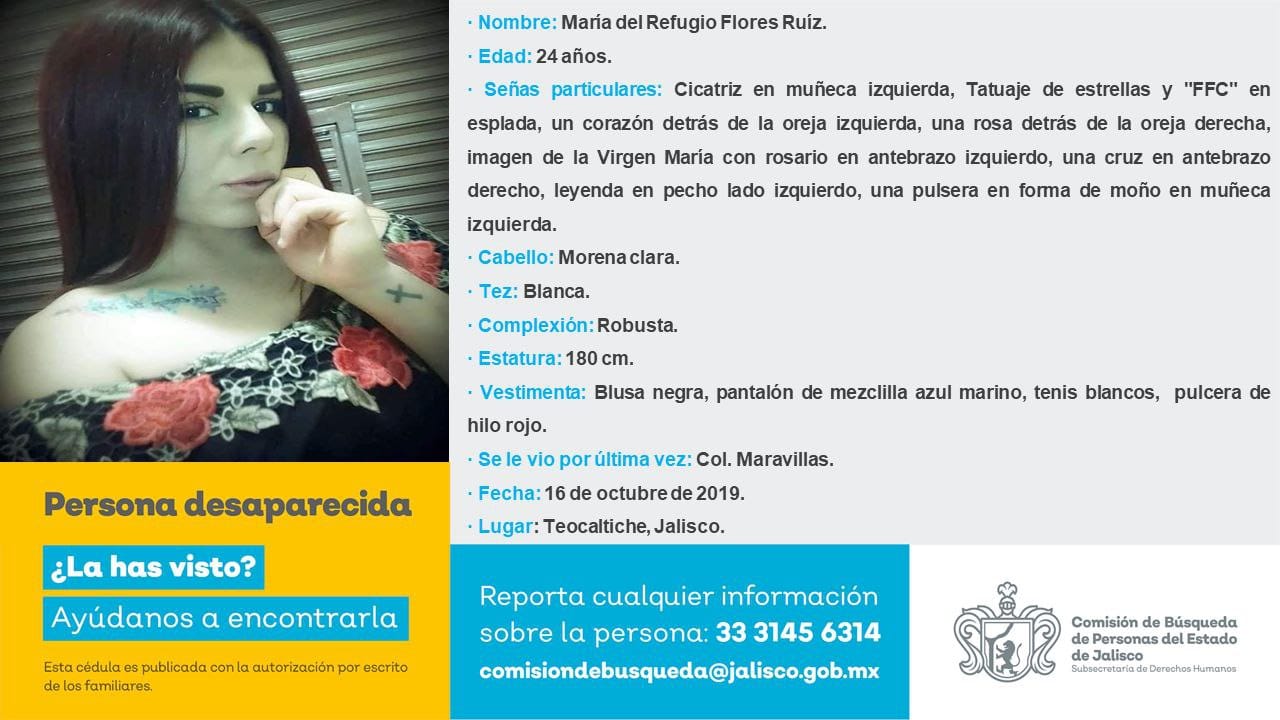 · Nombre: María del Refugio Flores Ruíz.
· Edad: 24 años.
· Señas particulares: Cicatriz en muñeca izquierda, Tatuaje de estrellas y "FFC" en
esplada, un corazón detrás de la oreja izquierda, una rosa detrás de la oreja derecha,
imagen de la Virgen María con rosario en antebrazo izquierdo, una cruz en antebrazo
derecho, leyenda en pecho lado izquierdo, una pulsera en forma de moño en muñeca
izquierda.
· Cabello: Morena clara.
· Tez: Blanca.
· Complexión: Robusta.
· Estatura: 180 cm.
· Vestimenta: Blusa negra, pantalón de mezclilla azul marino, tenis blancos, pulcera de
hilo rojo.
· Se le vio por última vez: Col. Maravillas.
· Fecha: 16 de octubre de 2019.
· Lugar: Teocaltiche, Jalisco.
Persona desaparecida
¿La has visto?
Ayúdanos a encontrarla
Esta cédula es publicada con la autorización por escrito
de los familiares.
Reporta cualquier información
sobre la persona: 33 3145 6314
comisiondebusqueda@jalisco.gob.mx
Comisión de Búsqueda
de Personas del Estado
de Jalisco
Subsecretaría de Derechos Humanos